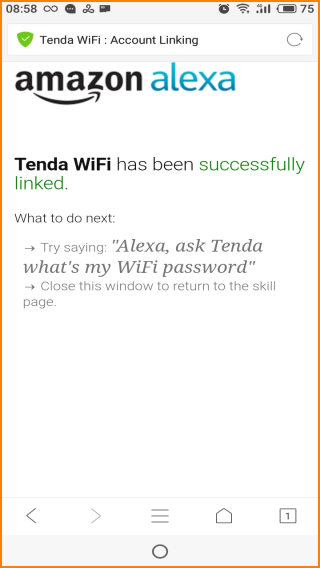 08:58 75
Tenda WiFi : Account Linking
amazon alexa
Tenda WiFi has been successfully
linked.
What to do next:
→ Try saying: "Alexa, ask Tenda
what's my WiFi password"
→ Close this window to return to the skill
page.
1